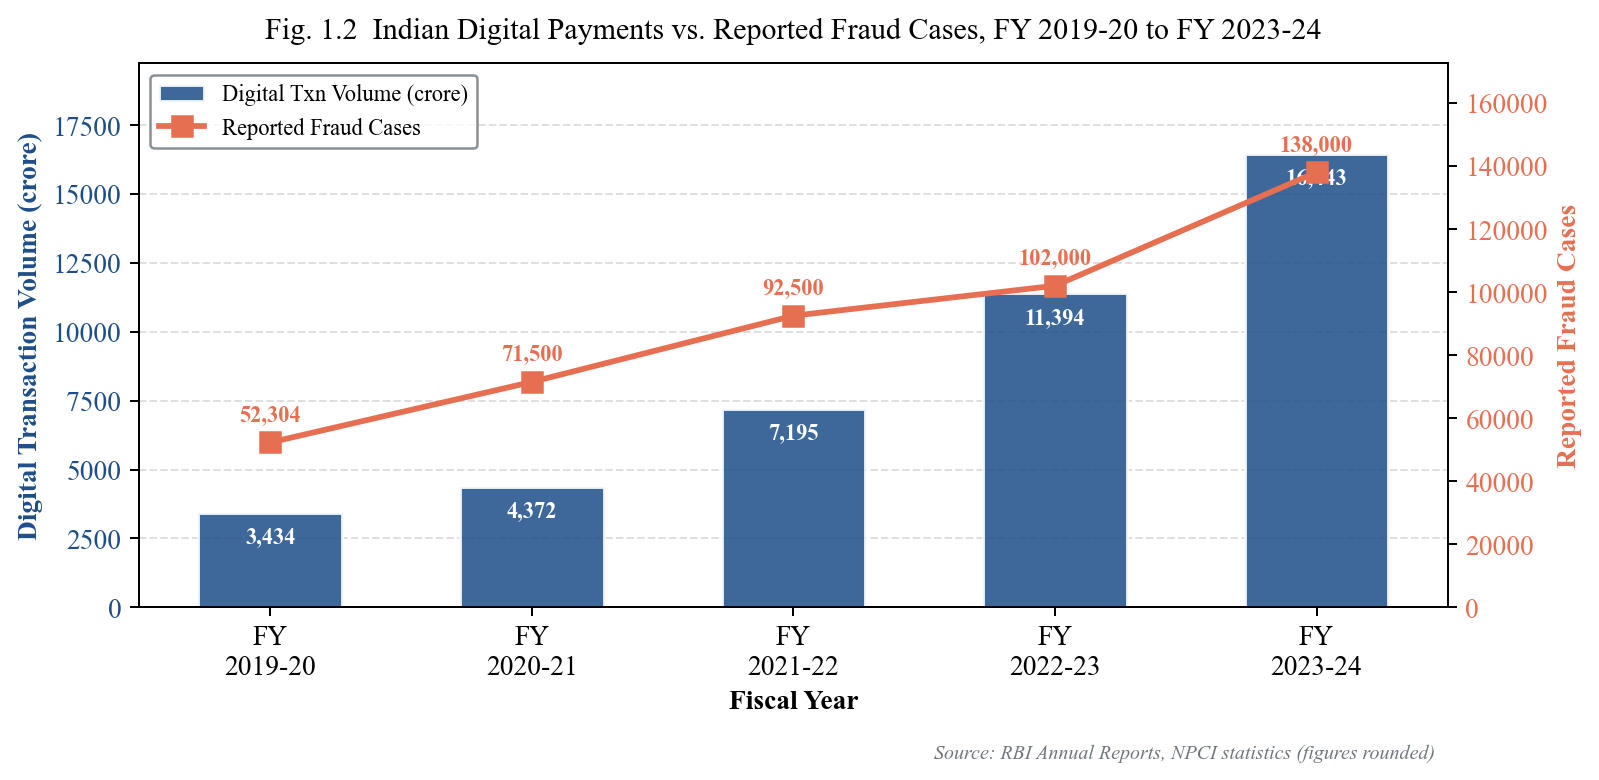 Fig. 1.2  Indian Digital Payments vs. Reported Fraud Cases, FY 2019-20 to FY 2023-24
Digital Txn Volume (crore)
Reported Fraud Cases
Digital Transaction Volume (crore)
17500
15000
12500
10000
7500
5000
2500
0
160000
140000
120000
100000
80000
60000
40000
20000
0
Reported Fraud Cases
52,304
71,500
92,500
102,000
138,000
3,434
4,372
7,195
11,394
FY
2019-20
FY
2020-21
FY
2021-22
FY
2022-23
FY
2023-24
Fiscal Year
Source: RBI Annual Reports, NPCI statistics (figures rounded)